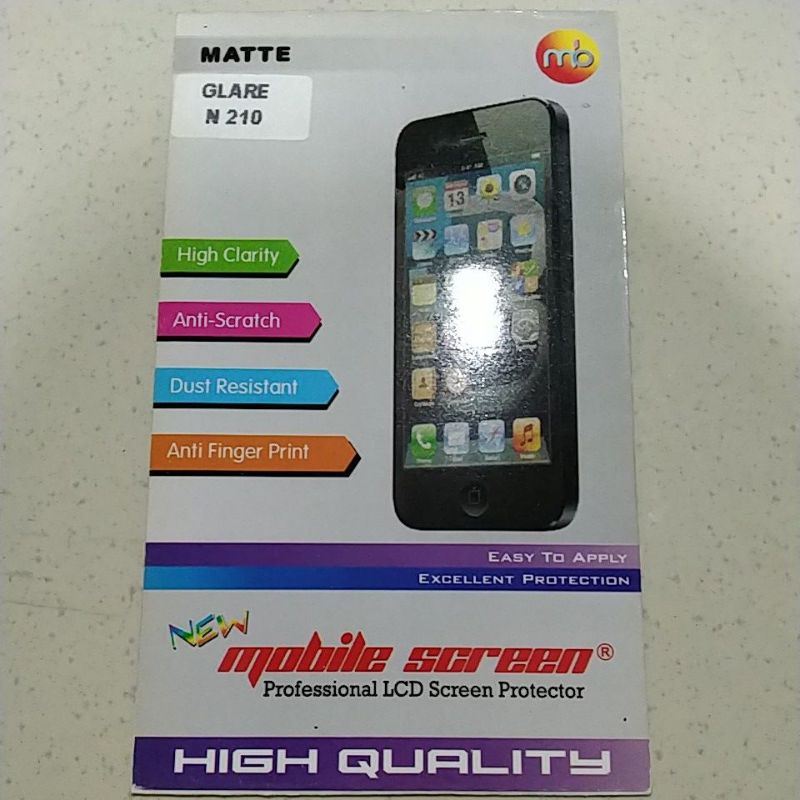 MATTE
mb
GLARE
N 210
13
High Clarity
Anti-Scratch
Dust Resistant
Anti Finger Print
EASY TO APPLY
EXCELLENT PROTECTION
NEW
mobile screen®
Professional LCD Screen Protector
HIGH QUALITY